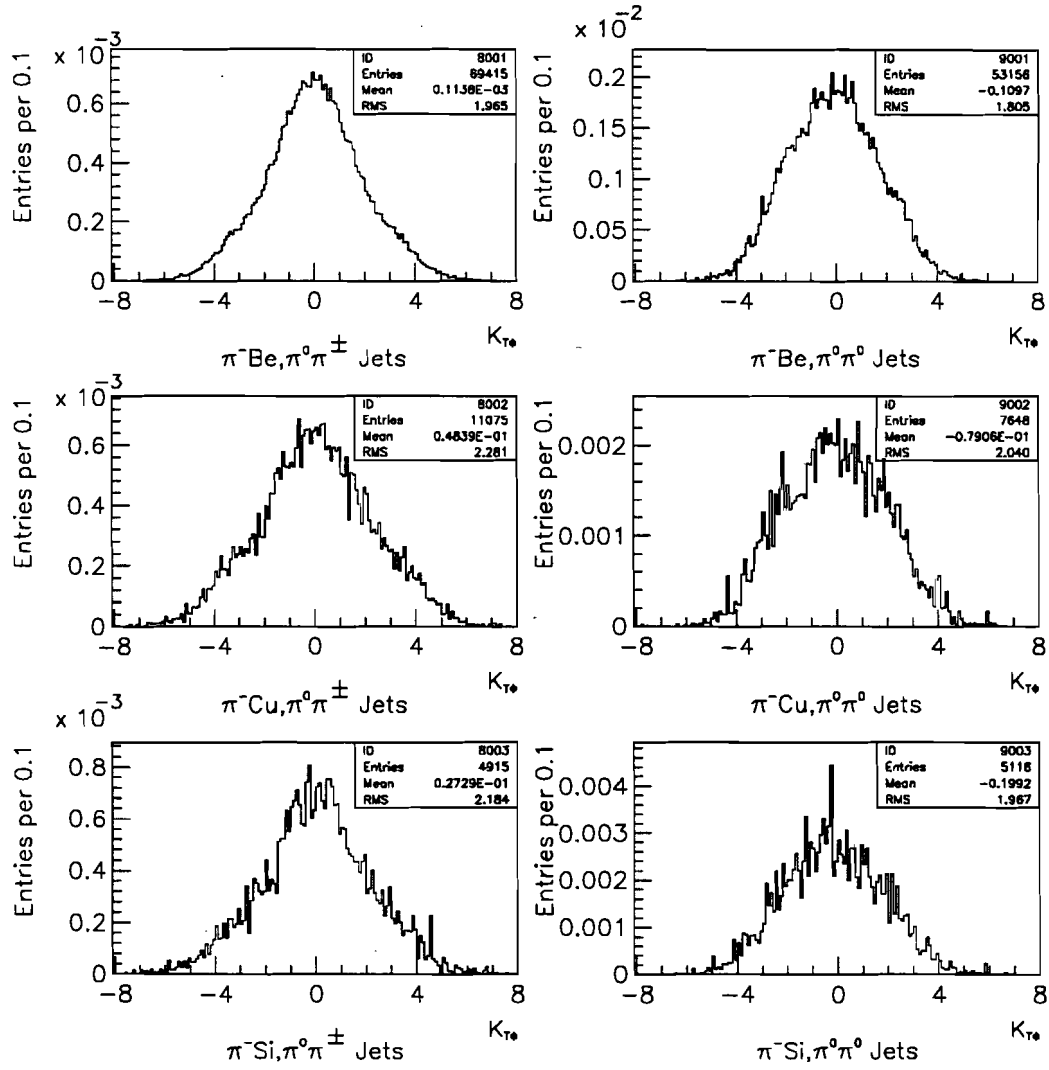 × 10⁻³
Entries per 0.1
ID 8001
Entries 69415
Mean 0.1138E-03
RMS 1.965
0.6
0.4
0.2
0
−8 −4 0 4 8
K_TΦ
π⁻Be,π⁰π± Jets
× 10⁻²
Entries per 0.1
ID 9001
Entries 53156
Mean −0.1097
RMS 1.805
0.2
0.15
0.1
0.05
0
−8 −4 0 4 8
K_TΦ
π⁻Be,π⁰π⁰ Jets
× 10⁻³
Entries per 0.1
ID 8002
Entries 11075
Mean 0.4839E−01
RMS 2.281
0.6
0.4
0.2
0
−8 −4 0 4 8
K_TΦ
π⁻Cu,π⁰π± Jets
Entries per 0.1
ID 9002
Entries 7648
Mean −0.7906E−01
RMS 2.040
0.002
0.001
0
−8 −4 0 4 8
K_TΦ
π⁻Cu,π⁰π⁰ Jets
× 10⁻³
Entries per 0.1
ID 8003
Entries 4915
Mean 0.2729E−01
RMS 2.184
0.8
0.6
0.4
0.2
0
−8 −4 0 4 8
K_TΦ
π⁻Si,π⁰π± Jets
Entries per 0.1
ID 9003
Entries 5116
Mean −0.1992
RMS 1.967
0.004
0.003
0.002
0.001
0
−8 −4 0 4 8
K_TΦ
π⁻Si,π⁰π⁰ Jets